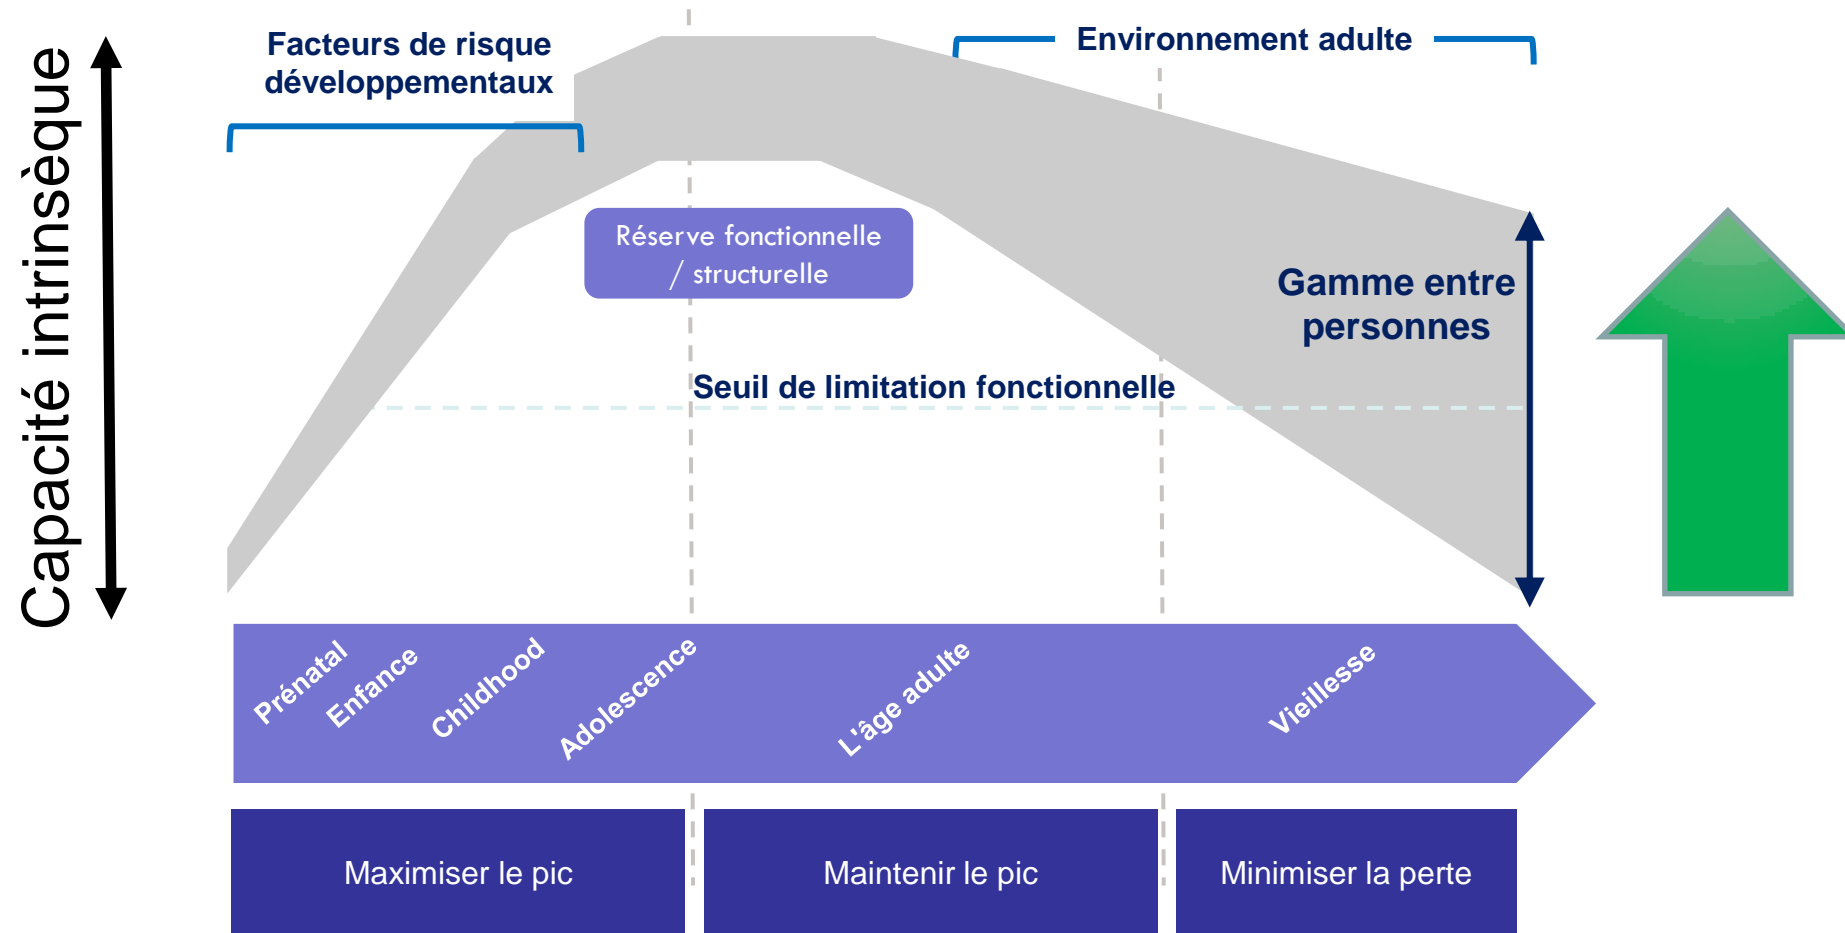 Capacité intrinsèque
Facteurs de risque
développementaux
Environnement adulte
Réserve fonctionnelle
/ structurelle
Gamme entre
personnes
Seuil de limitation fonctionnelle
Prénatal
Enfance
Childhood
Adolescence
L'âge adulte
Vieillesse
Maximiser le pic
Maintenir le pic
Minimiser la perte